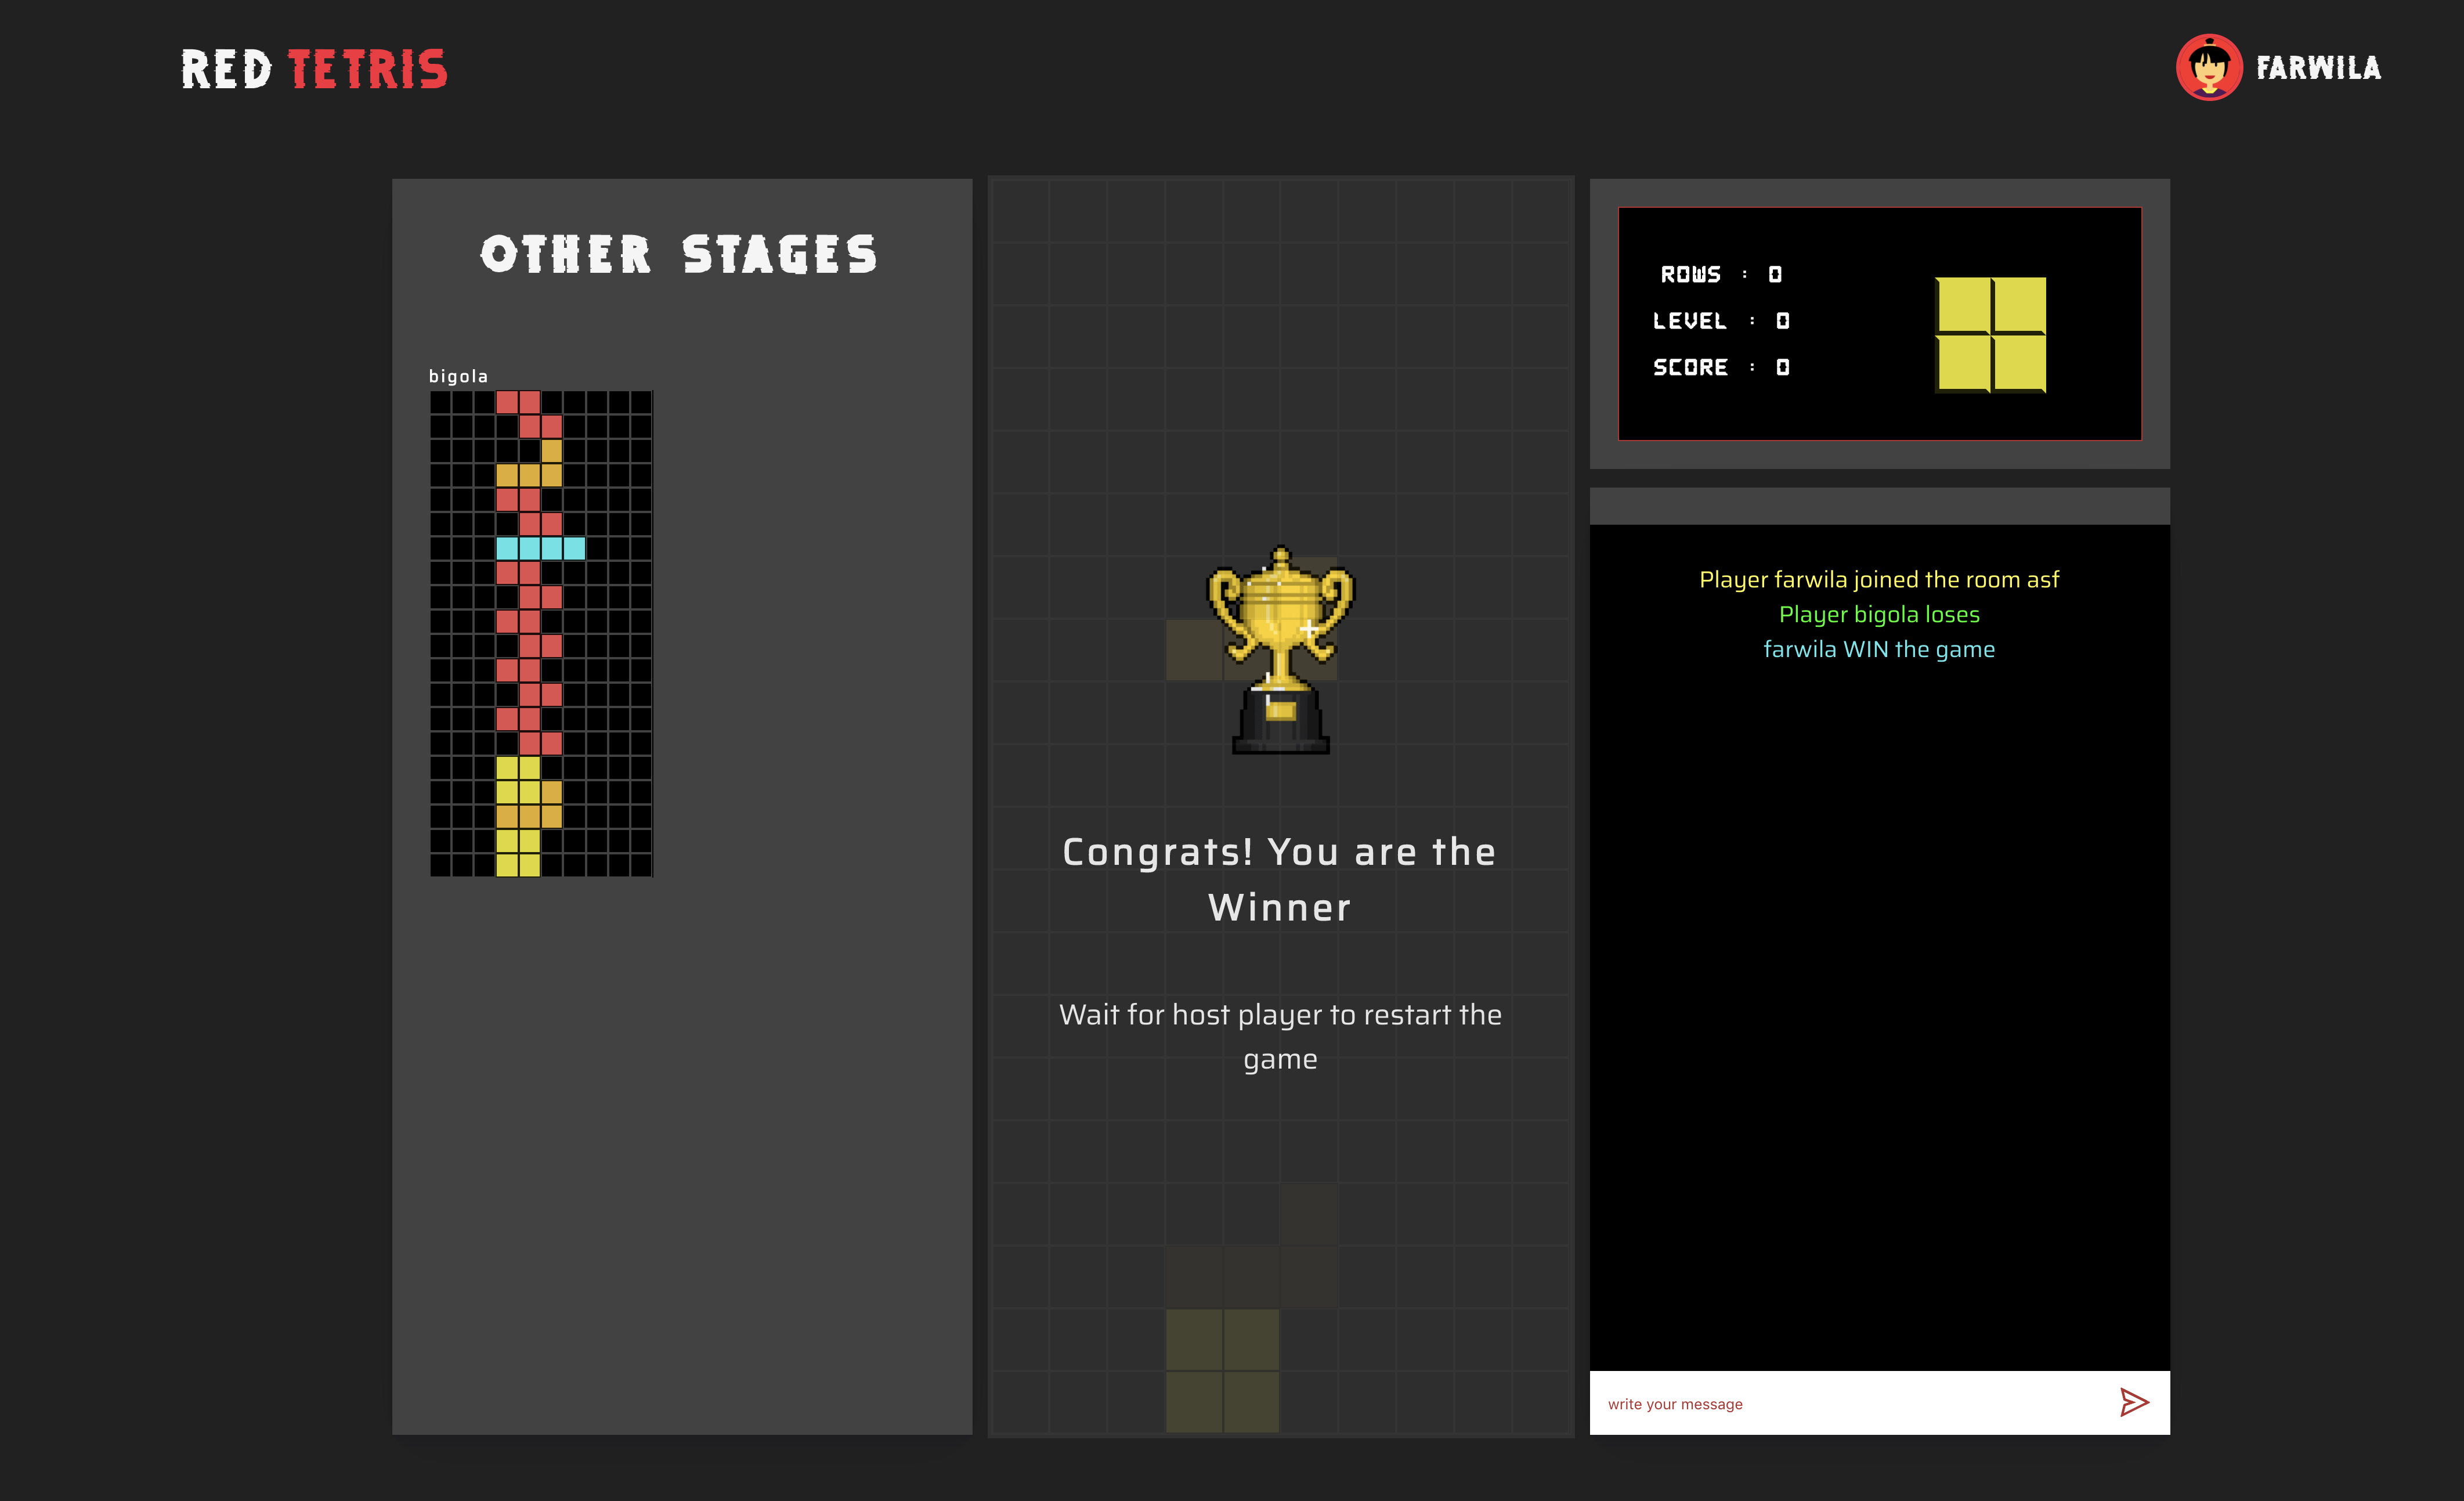 RED TETRIS
FARWILA
OTHER STAGES
bigola
Congrats! You are the
Winner
Wait for host player to restart the
game
ROWS : 0
LEVEL : 0
SCORE : 0
Player farwila joined the room asf
Player bigola loses
farwila WIN the game
write your message